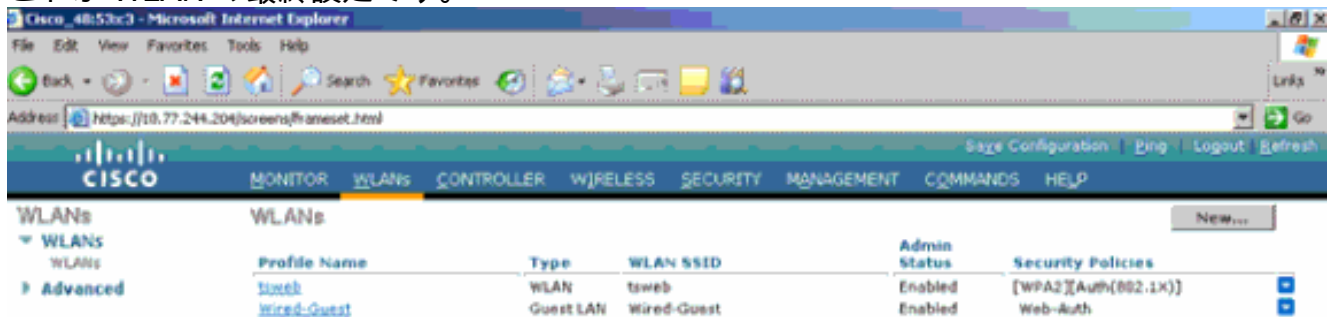 Cisco_48:53:c3 - Microsoft Internet Explorer
File Edit View Favorites Tools Help
Back Search Favorites Links
Address https://10.77.244.204/screens/frameset.html Go
Save Configuration | Ping | Logout | Refresh
CISCO MONITOR WLANs CONTROLLER WIRELESS SECURITY MANAGEMENT COMMANDS HELP
WLANs WLANs New...
WLANs
WLANs
Advanced
Profile Name Type WLAN SSID Admin Status Security Policies
tsweb WLAN tsweb Enabled [WPA2][Auth(802.1X)]
Wired-Guest Guest LAN Wired-Guest Enabled Web-Auth